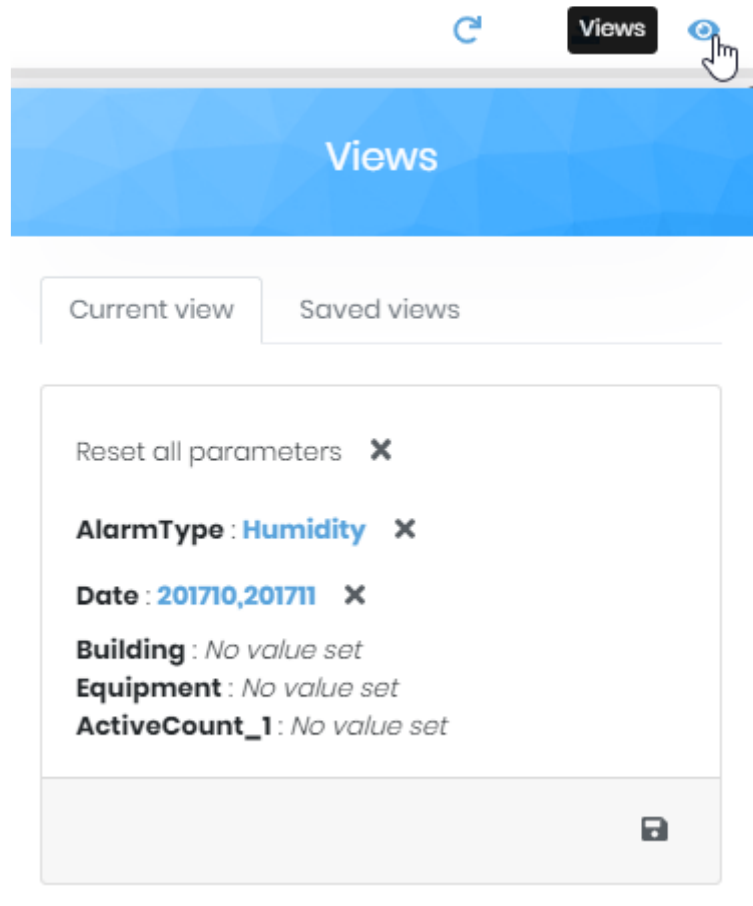 Views
Views
Current view Saved views
Reset all parameters
AlarmType : Humidity
Date : 201710,201711
Building : No value set
Equipment : No value set
ActiveCount_1 : No value set